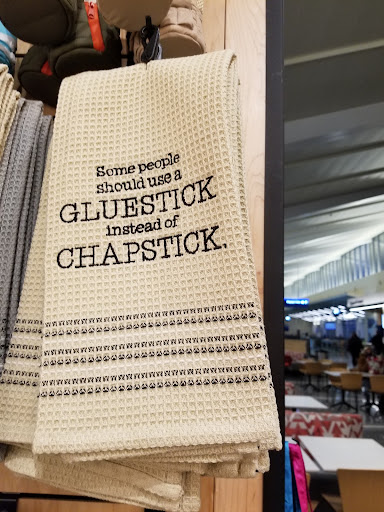 Some people
should use a
GLUESTICK
instead of
CHAPSTICK.